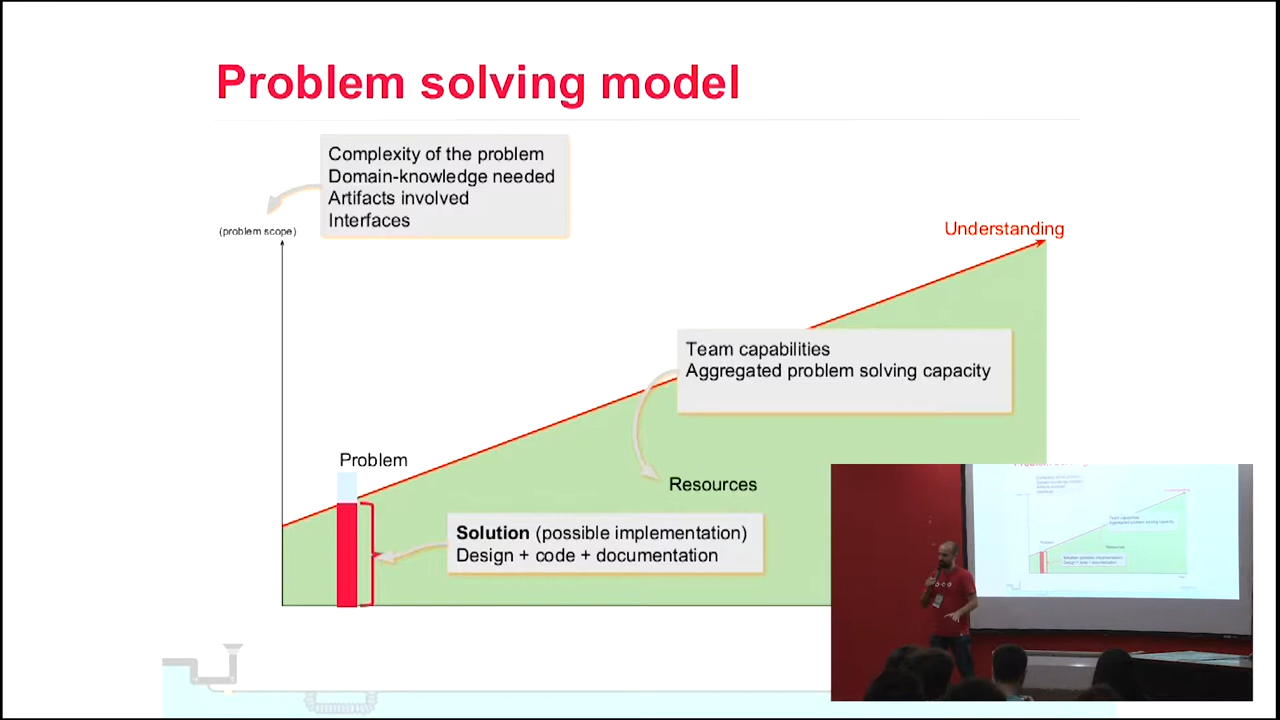 Problem solving model
Complexity of the problem
Domain-knowledge needed
Artifacts involved
Interfaces
(problem scope)
Understanding
Team capabilities
Aggregated problem solving capacity
Problem
Resources
Solution (possible implementation)
Design + code + documentation